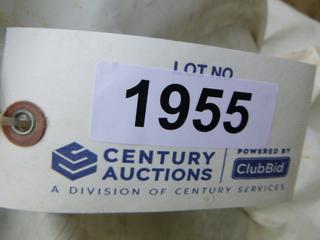 LOT NO
1955
CENTURY
AUCTIONS
POWERED BY
ClubBid
A DIVISION OF CENTURY SERVICES